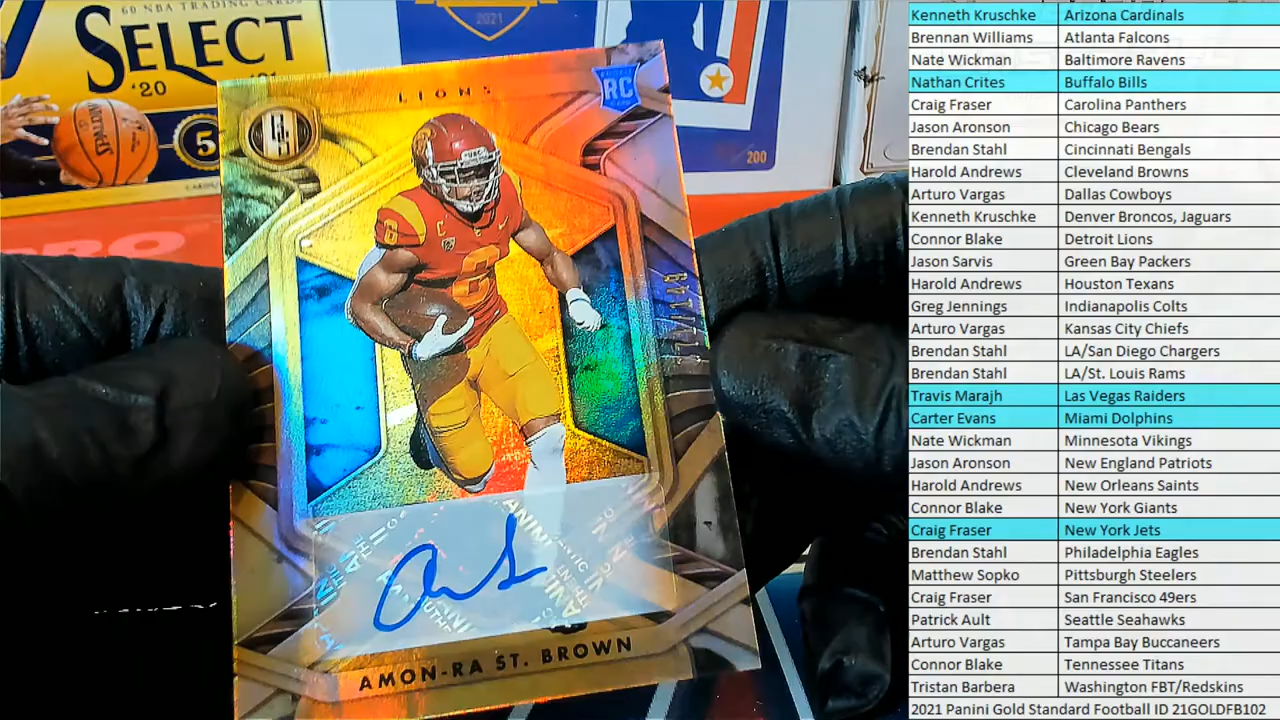 60 NBA TRADING CARDS
SELECT
'20
5
2021
200
PRO
LIONS
RC
C
AMON-RA ST. BROWN
Kenneth Kruschke Arizona Cardinals
Brennan Williams Atlanta Falcons
Nate Wickman Baltimore Ravens
Nathan Crites Buffalo Bills
Craig Fraser Carolina Panthers
Jason Aronson Chicago Bears
Brendan Stahl Cincinnati Bengals
Harold Andrews Cleveland Browns
Arturo Vargas Dallas Cowboys
Kenneth Kruschke Denver Broncos, Jaguars
Connor Blake Detroit Lions
Jason Sarvis Green Bay Packers
Harold Andrews Houston Texans
Greg Jennings Indianapolis Colts
Arturo Vargas Kansas City Chiefs
Brendan Stahl LA/San Diego Chargers
Brendan Stahl LA/St. Louis Rams
Travis Marajh Las Vegas Raiders
Carter Evans Miami Dolphins
Nate Wickman Minnesota Vikings
Jason Aronson New England Patriots
Harold Andrews New Orleans Saints
Connor Blake New York Giants
Craig Fraser New York Jets
Brendan Stahl Philadelphia Eagles
Matthew Sopko Pittsburgh Steelers
Craig Fraser San Francisco 49ers
Patrick Ault Seattle Seahawks
Arturo Vargas Tampa Bay Buccaneers
Connor Blake Tennessee Titans
Tristan Barbera Washington FBT/Redskins
2021 Panini Gold Standard Football ID 21GOLDFB102